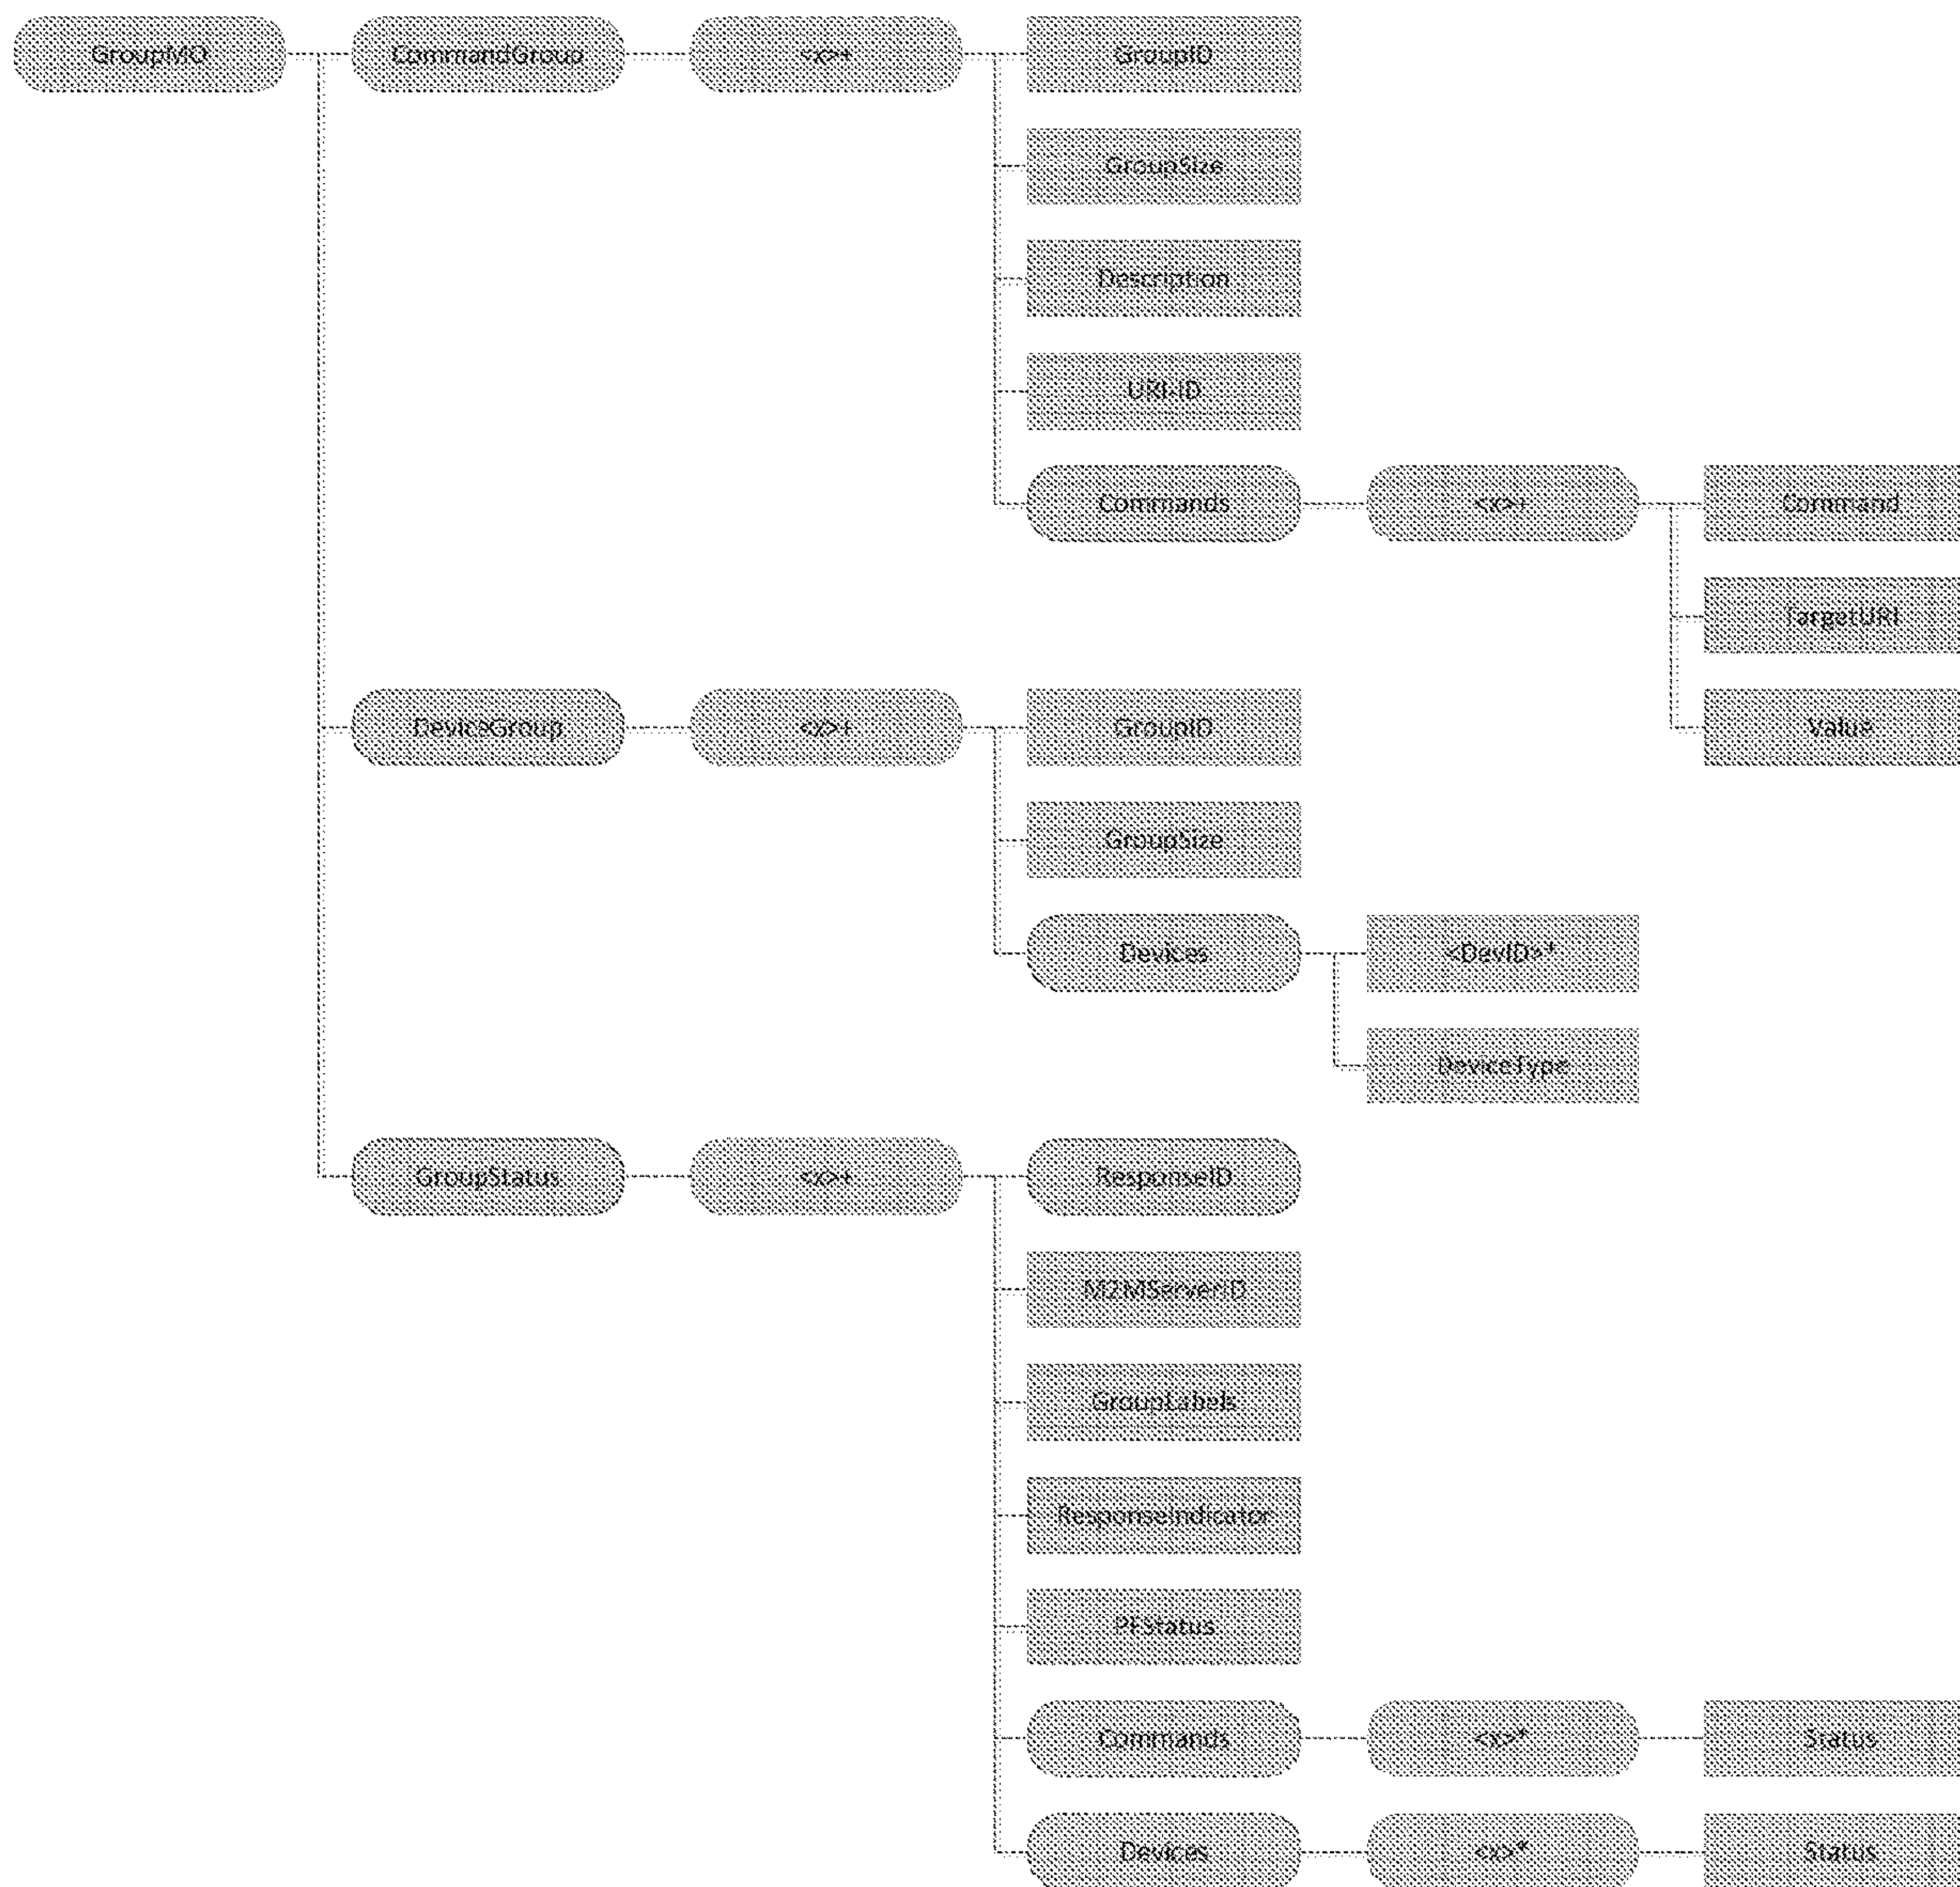 GroupMO CommandGroup <x>+ GroupID
GroupSize
Description
URI-ID
Commands <x>+ Command
TargetURI
DeviceGroup <x>+ GroupID Value
GroupSize
Devices <DevID>*
DeviceType
GroupStatus <x>+ ResponseID
M2MServerID
GroupLabels
ResponseIndicator
PFStatus
Commands <x>* Status
Devices <x>* Status